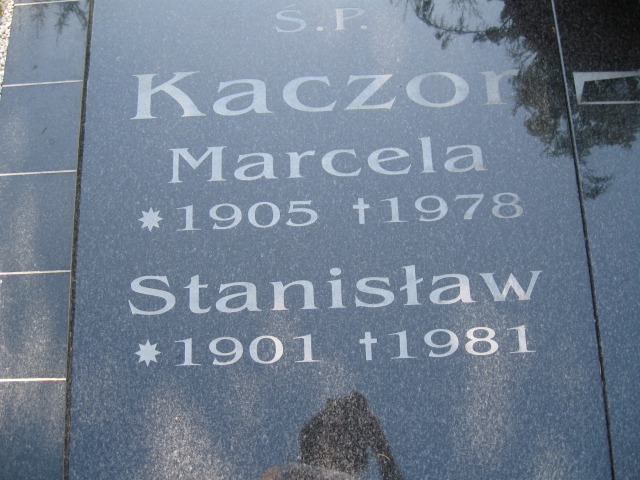 Ś.P.
Kaczor
Marcela
* 1905 † 1978
Stanisław
* 1901 † 1981